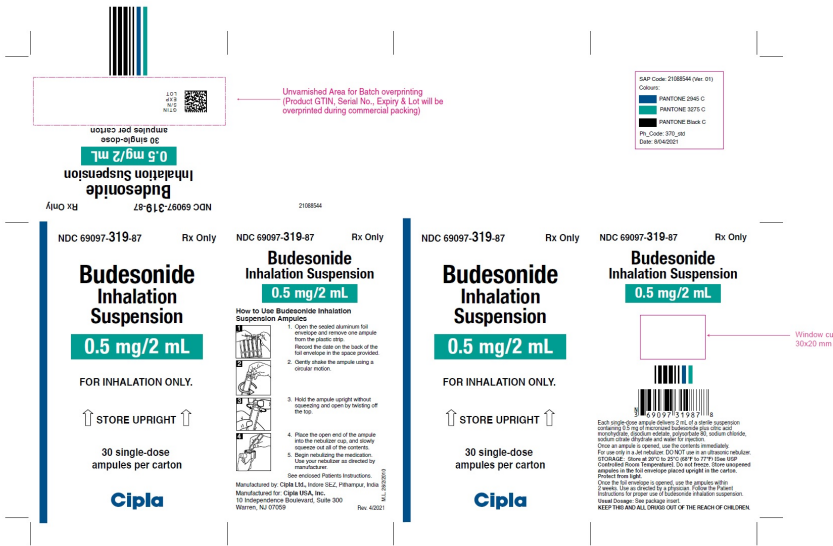 GTIN
S/N
EXP
LOT
30 single-dose
ampules per carton
0.5 mg/2 mL
Inhalation Suspension
Budesonide
NDC 69097-319-87 Rx Only
Unvarnished Area for Batch overprinting
(Product GTIN, Serial No., Expiry & Lot will be
overprinted during commercial packing)
21088544
SAP Code: 21088544 (Ver. 01)
Colours:
PANTONE 2945 C
PANTONE 3275 C
PANTONE Black C
Ph_Code: 370_std
Date: 8/04/2021
NDC 69097-319-87 Rx Only
Budesonide
Inhalation
Suspension
0.5 mg/2 mL
FOR INHALATION ONLY.
⇧ STORE UPRIGHT ⇧
30 single-dose
ampules per carton
Cipla
NDC 69097-319-87 Rx Only
Budesonide
Inhalation Suspension
0.5 mg/2 mL
How to Use Budesonide Inhalation
Suspension Ampules
1
1. Open the sealed aluminum foil
envelope and remove one ampule
from the plastic strip.
Record the date on the back of the
foil envelope in the space provided.
2
2. Gently shake the ampule using a
circular motion.
3
3. Hold the ampule upright without
squeezing and open by twisting off
the top.
4
4. Place the open end of the ampule
into the nebulizer cup, and slowly
squeeze out all of the contents.
5. Begin nebulizing the medication.
Use your nebulizer as directed by
manufacturer.
See enclosed Patients Instructions.
Manufactured by: Cipla Ltd., Indore SEZ, Pithampur, India
Manufactured for: Cipla USA, Inc.
10 Independence Boulevard, Suite 300
Warren, NJ 07059
Rev. 4/2021
M.L. 28/2/2010
NDC 69097-319-87 Rx Only
Budesonide
Inhalation
Suspension
0.5 mg/2 mL
FOR INHALATION ONLY.
⇧ STORE UPRIGHT ⇧
30 single-dose
ampules per carton
Cipla
NDC 69097-319-87 Rx Only
Budesonide
Inhalation Suspension
0.5 mg/2 mL
Window cu
30x20 mm
69097 31987 8
Each single-dose ampule delivers 2 mL of a sterile suspension
containing 0.5 mg of micronized budesonide plus citric acid
monohydrate, disodium edetate, polysorbate 80, sodium chloride,
sodium citrate dihydrate and water for injection.
Once an ampule is opened, use the contents immediately.
For use only in a Jet nebulizer. DO NOT use in an ultrasonic nebulizer.
STORAGE: Store at 20°C to 25°C (68°F to 77°F) [See USP
Controlled Room Temperature]. Do not freeze. Store unopened
ampules in the foil envelope placed upright in the carton.
Protect from light.
Once the foil envelope is opened, use the ampules within
2 weeks. Use as directed by a physician. Follow the Patient
Instructions for proper use of budesonide inhalation suspension.
Usual Dosage: See package insert.
KEEP THIS AND ALL DRUGS OUT OF THE REACH OF CHILDREN.